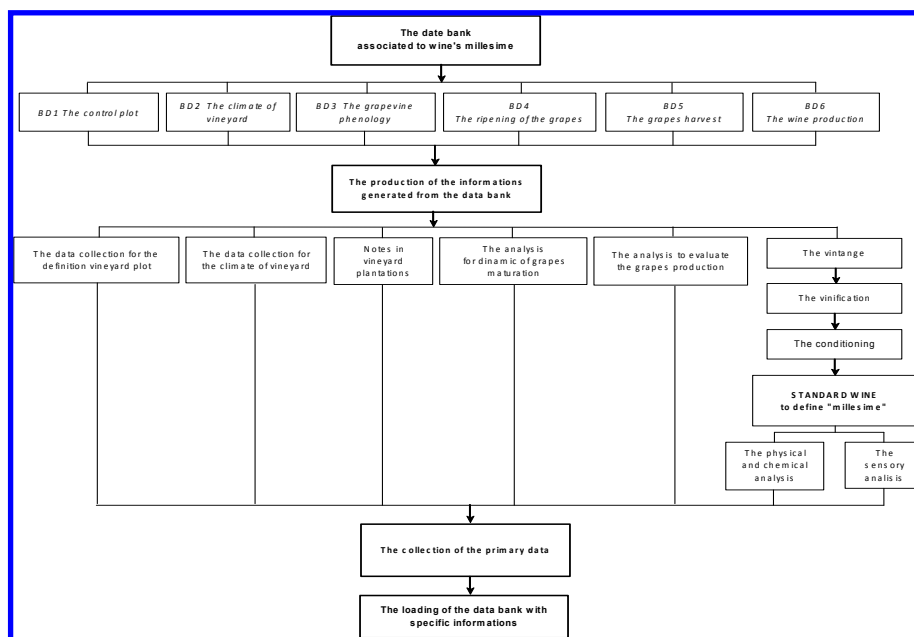 The date bank
associated to wine's millesime
BD1 The control plot
BD2 The climate of
vineyard
BD3 The grapevine
phenology
BD4
The ripening of the grapes
BD5
The grapes harvest
BD6
The wine production
The production of the informations
generated from the data bank
The data collection for the
definition vineyard plot
The data collection for
the climate of vineyard
Notes in
vineyard
plantations
The analysis
for dinamic of grapes
maturation
The analysis to evaluate
the grapes production
The vintange
The vinification
The conditioning
STANDARD WINE
to define "millesime"
The physical
and chemical
analysis
The
sensory
analisis
The collection of the primary data
The loading of the data bank with
specific informations